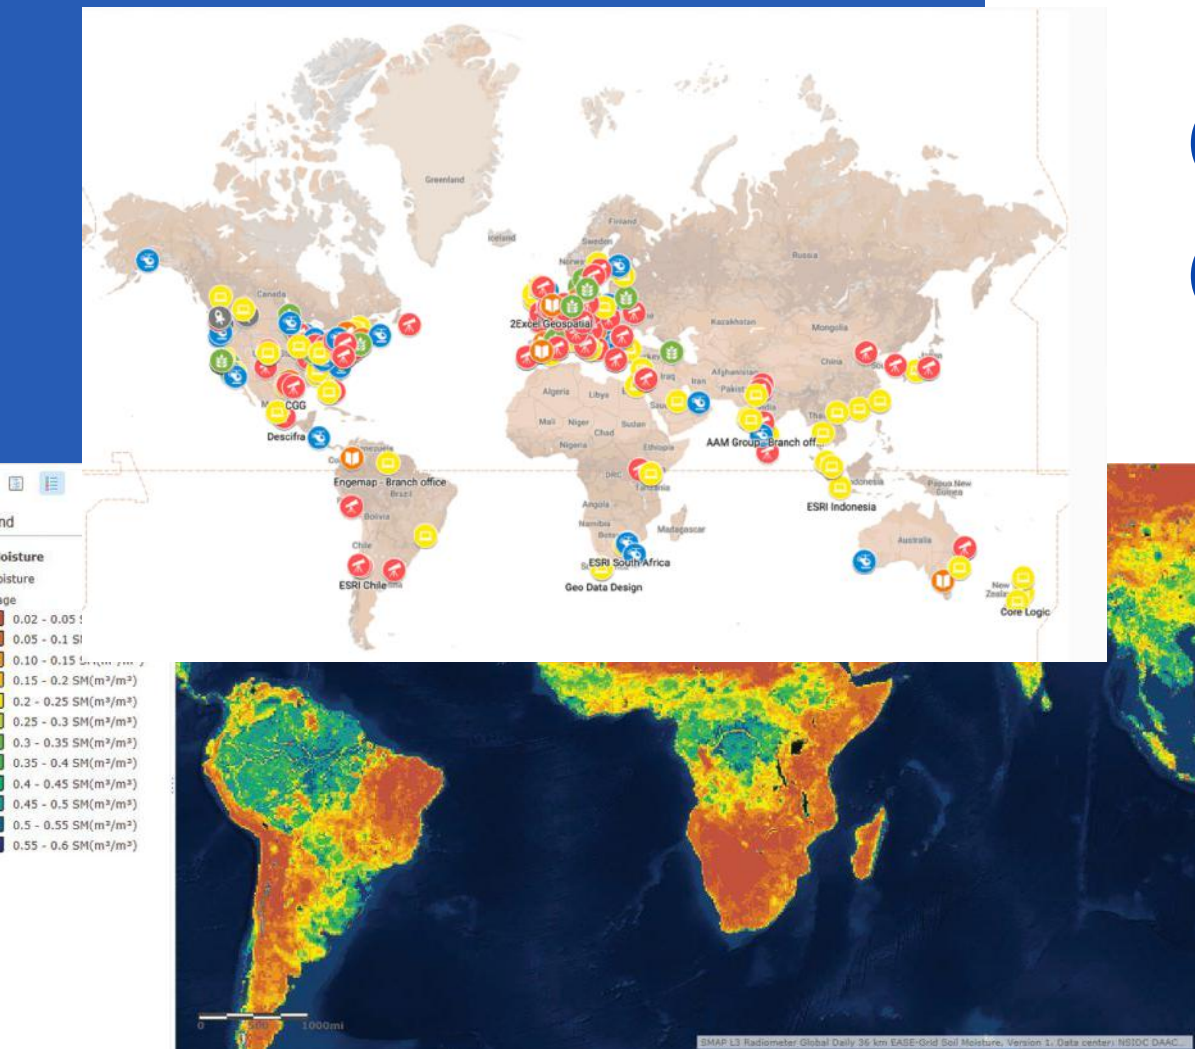 Greenland
Iceland
Finland
Sweden
Russia
Canada
2Excel Geospatial
Kazakhstan
Mongolia
China
Afghanistan
Iraq
Iran
Algeria
Libya
CGG
Mali
Niger
Chad
Sudan
Descifra
Nigeria
Ethiopia
AAM Group - Branch off...
Engemap - Branch office
Brazil
DRC
Tanzania
Papua New
Guinea
Angola
ESRI Indonesia
Bolivia
Namibia
Madagascar
Chile
Australia
ESRI South Africa
ESRI Chile
Geo Data Design
New
Core Logic
0.02 - 0.05
0.05 - 0.1
0.10 - 0.15
0.15 - 0.2 SM(m³/m³)
0.2 - 0.25 SM(m³/m³)
0.25 - 0.3 SM(m³/m³)
0.3 - 0.35 SM(m³/m³)
0.35 - 0.4 SM(m³/m³)
0.4 - 0.45 SM(m³/m³)
0.45 - 0.5 SM(m³/m³)
0.5 - 0.55 SM(m³/m³)
0.55 - 0.6 SM(m³/m³)
0 500 1000mi
SMAP L3 Radiometer Global Daily 36 km EASE-Grid Soil Moisture, Version 1. Data center: NSIDC DAAC...